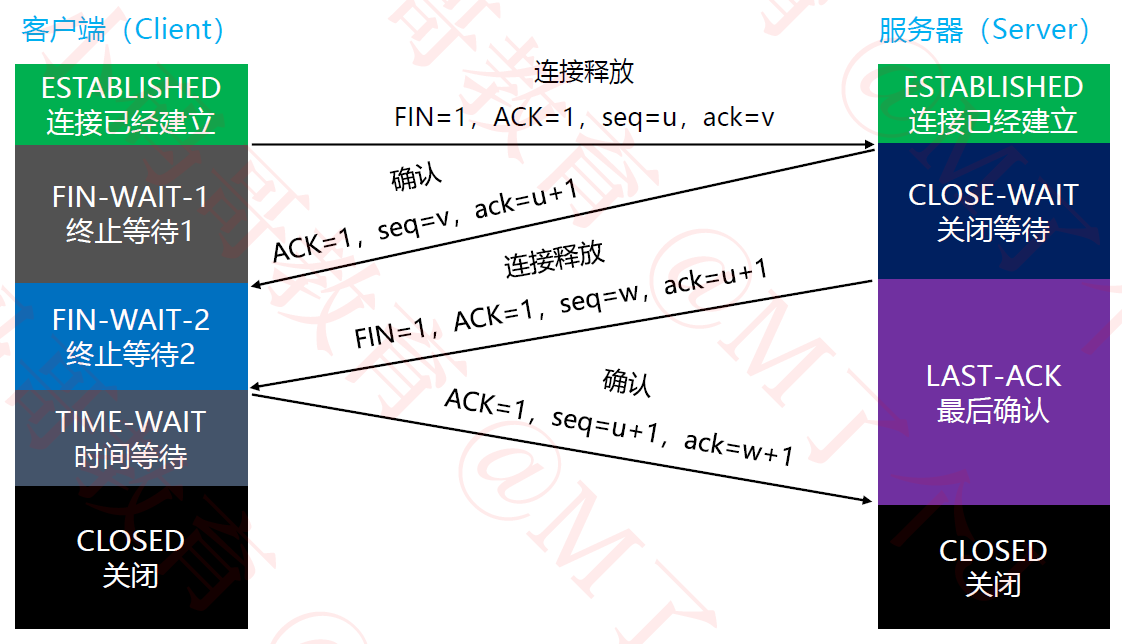 客户端（Client）
服务器（Server）
ESTABLISHED
连接已经建立
连接释放
FIN=1，ACK=1，seq=u，ack=v
ESTABLISHED
连接已经建立
FIN-WAIT-1
终止等待1
确认
ACK=1，seq=v，ack=u+1
CLOSE-WAIT
关闭等待
连接释放
FIN=1，ACK=1，seq=w，ack=u+1
FIN-WAIT-2
终止等待2
确认
ACK=1，seq=u+1，ack=w+1
LAST-ACK
最后确认
TIME-WAIT
时间等待
CLOSED
关闭
CLOSED
关闭